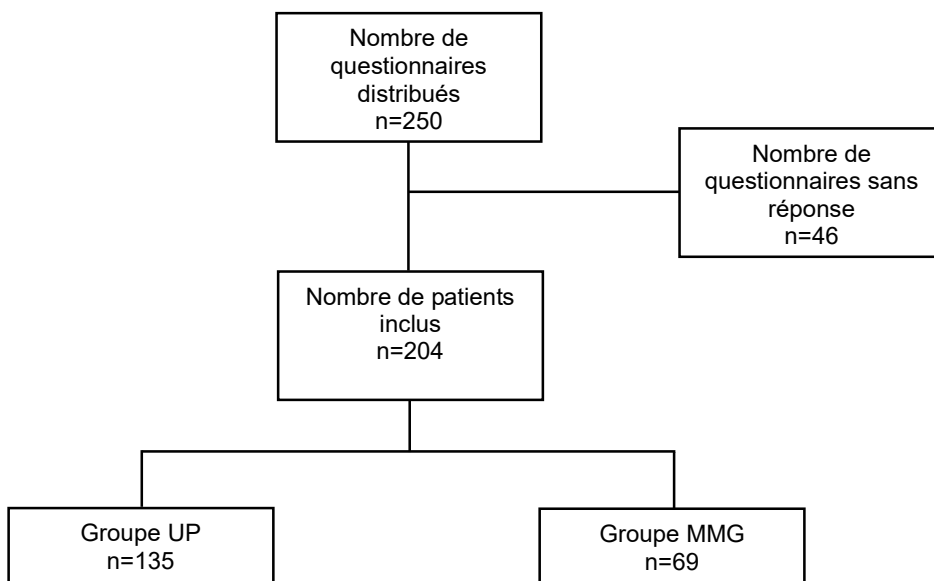 Nombre de
questionnaires
distribués
n=250
Nombre de
questionnaires sans
réponse
n=46
Nombre de patients
inclus
n=204
Groupe UP
n=135
Groupe MMG
n=69